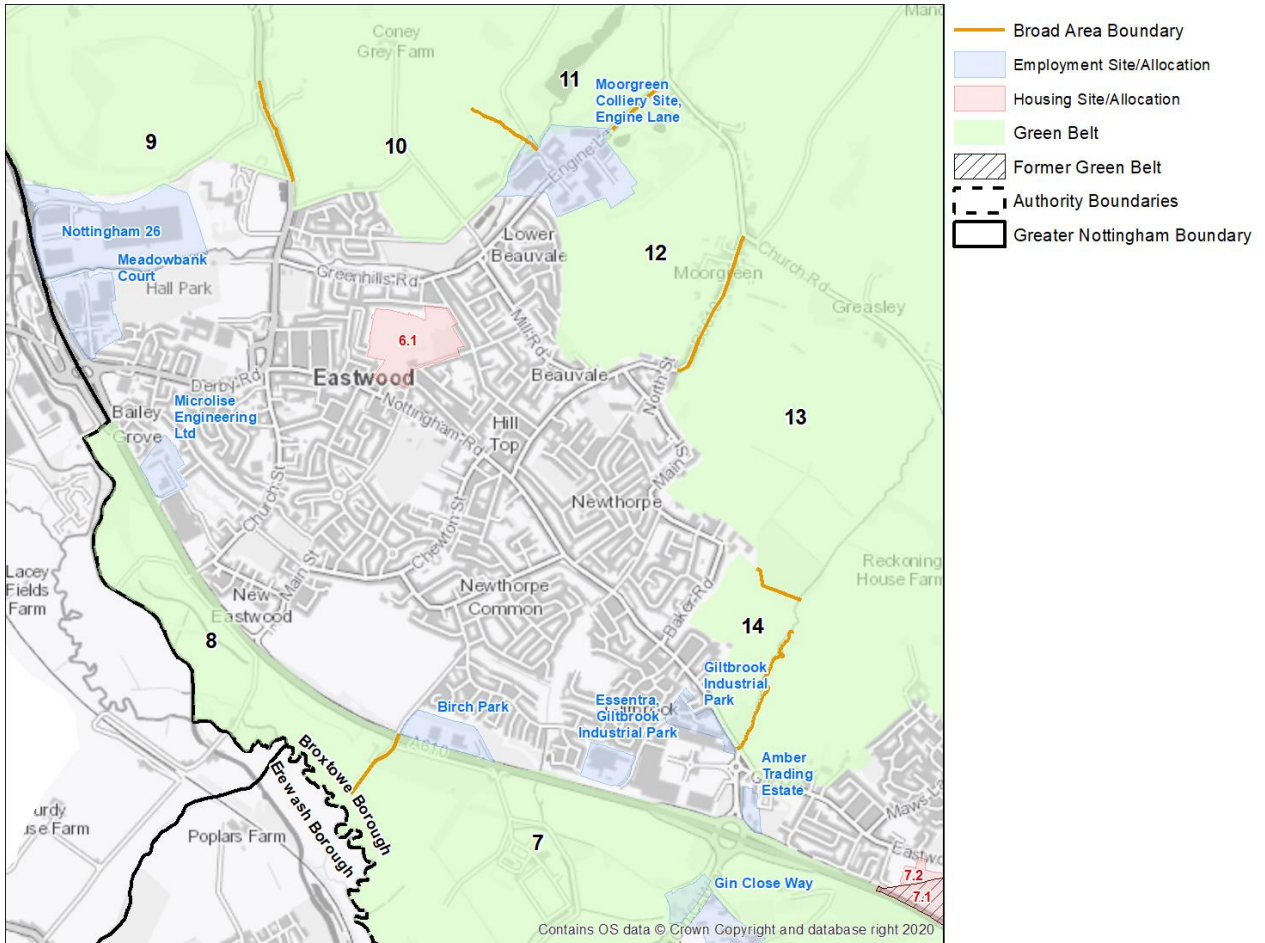 Coney
Grey Farm
11
Moorgreen
Colliery Site,
Engine Lane
Engine La
9
10
Nottingham 26
Meadowbank
Court
Hall Park
Lower
Beauvale
12
Moorgreen
Church Rd
Greasley
Greenhills Rd
Mill Rd
6.1
Eastwood
Derby Rd
Beauvale
North St
Bailey
Grove
Microlise
Engineering
Ltd
Nottingham Rd
Hill
Top
13
Main St
Newthorpe
Church St
Chewton St
Lacey
Fields
Farm
Main St
New
Eastwood
Newthorpe
Common
Baker Rd
Reckoning
House Farm
8
14
Giltbrook
Industrial
Park
Birch Park
Essentra,
Giltbrook
Industrial Park
A610
Amber
Trading
Estate
Broxtowe Borough
Erewash Borough
Poplars Farm
7
Gin Close Way
7.2
7.1
Contains OS data © Crown Copyright and database right 2020
Broad Area Boundary
Employment Site/Allocation
Housing Site/Allocation
Green Belt
Former Green Belt
Authority Boundaries
Greater Nottingham Boundary